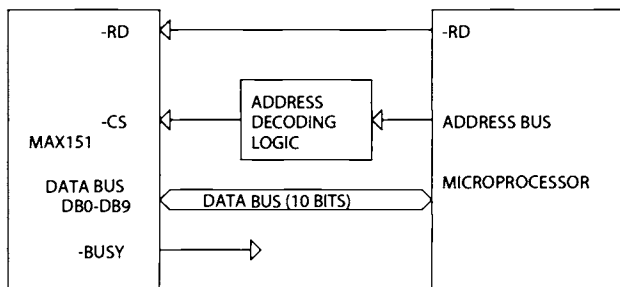 -RD
-RD
ADDRESS
DECODING
LOGIC
-CS
ADDRESS BUS
MAX151
DATA BUS
DB0-DB9
DATA BUS (10 BITS)
MICROPROCESSOR
-BUSY